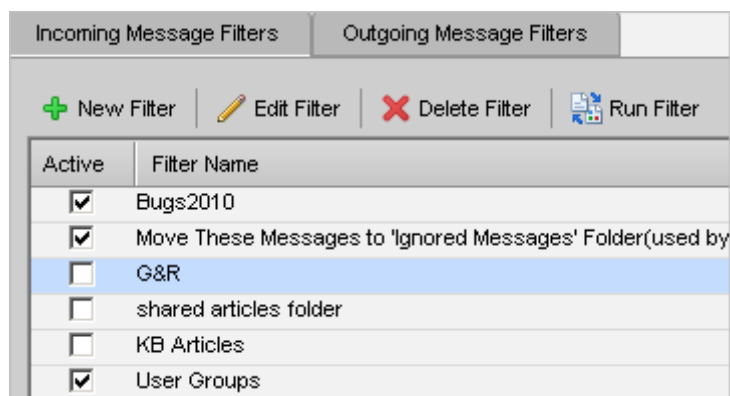 Incoming Message Filters Outgoing Message Filters
New Filter Edit Filter Delete Filter Run Filter
Active Filter Name
Bugs2010
Move These Messages to 'Ignored Messages' Folder(used by
G&R
shared articles folder
KB Articles
User Groups